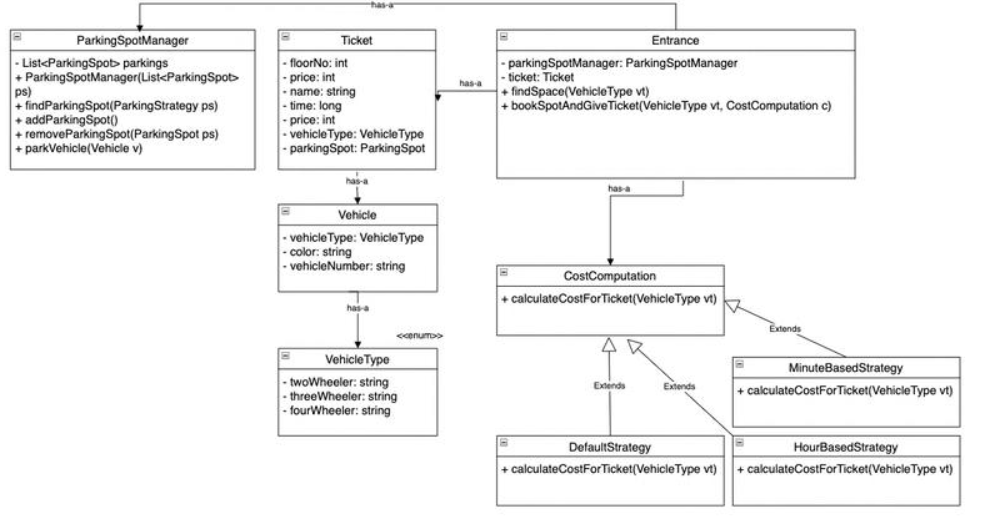 has-a
ParkingSpotManager
- List<ParkingSpot> parkings
+ ParkingSpotManager(List<ParkingSpot>
ps)
+ findParkingSpot(ParkingStrategy ps)
+ addParkingSpot()
+ removeParkingSpot(ParkingSpot ps)
+ parkVehicle(Vehicle v)
Ticket
- floorNo: int
- price: int
- name: string
- time: long
- price: int
- vehicleType: VehicleType
- parkingSpot: ParkingSpot
has-a
Entrance
- parkingSpotManager: ParkingSpotManager
- ticket: Ticket
+ findSpace(VehicleType vt)
+ bookSpotAndGiveTicket(VehicleType vt, CostComputation c)
has-a
has-a
Vehicle
- vehicleType: VehicleType
- color: string
- vehicleNumber: string
has-a
<<enum>>
VehicleType
- twoWheeler: string
- threeWheeler: string
- fourWheeler: string
CostComputation
+ calculateCostForTicket(VehicleType vt)
Extends
Extends
Extends
MinuteBasedStrategy
+ calculateCostForTicket(VehicleType vt)
DefaultStrategy
+ calculateCostForTicket(VehicleType vt)
HourBasedStrategy
+ calculateCostForTicket(VehicleType vt)